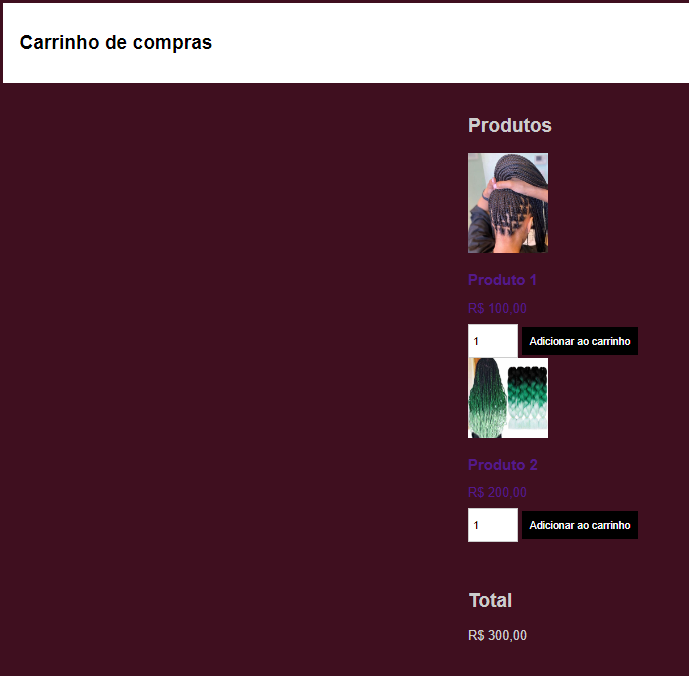 Carrinho de compras
Produtos
Produto 1
R$ 100,00
1 Adicionar ao carrinho
Produto 2
R$ 200,00
1 Adicionar ao carrinho
Total
R$ 300,00